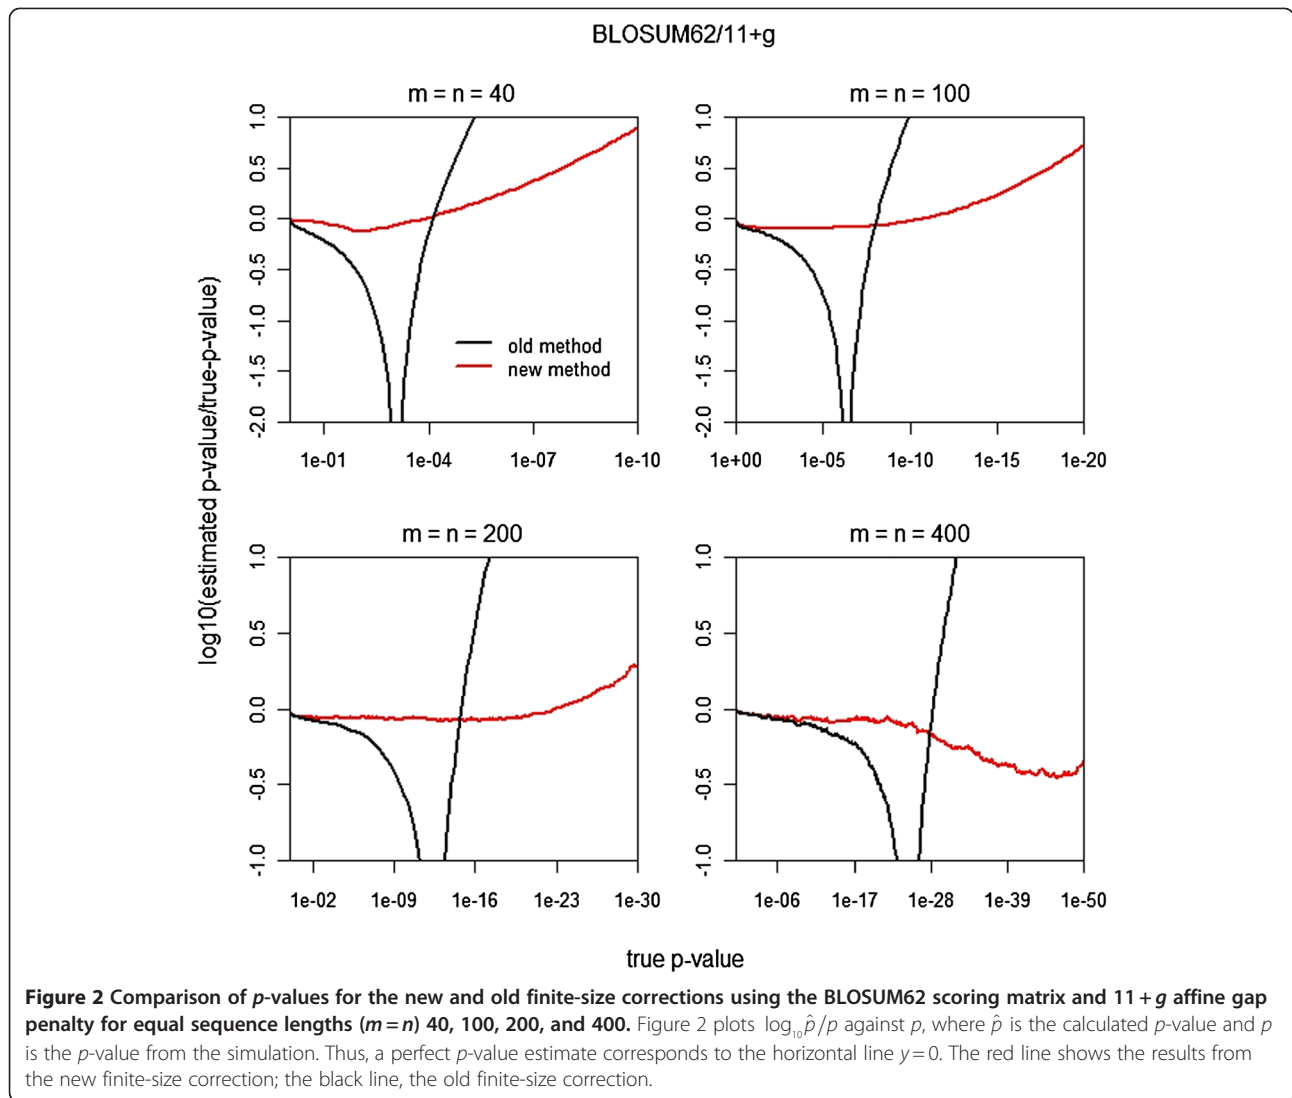 BLOSUM62/11+g
m = n = 40
m = n = 100
1.0
0.5
0.0
-0.5
-1.0
-1.5
-2.0
old method
new method
1e-01 1e-04 1e-07 1e-10
1.0
0.5
0.0
-0.5
-1.0
-1.5
-2.0
1e+00 1e-05 1e-10 1e-15 1e-20
log10(estimated p-value/true-p-value)
m = n = 200
m = n = 400
1.0
0.5
0.0
-0.5
-1.0
1e-02 1e-09 1e-16 1e-23 1e-30
1.0
0.5
0.0
-0.5
-1.0
1e-06 1e-17 1e-28 1e-39 1e-50
true p-value
Figure 2 Comparison of p-values for the new and old finite-size corrections using the BLOSUM62 scoring matrix and 11 + g affine gap
penalty for equal sequence lengths (m = n) 40, 100, 200, and 400. Figure 2 plots log₁₀ p̂/p against p, where p̂ is the calculated p-value and p
is the p-value from the simulation. Thus, a perfect p-value estimate corresponds to the horizontal line y = 0. The red line shows the results from
the new finite-size correction; the black line, the old finite-size correction.